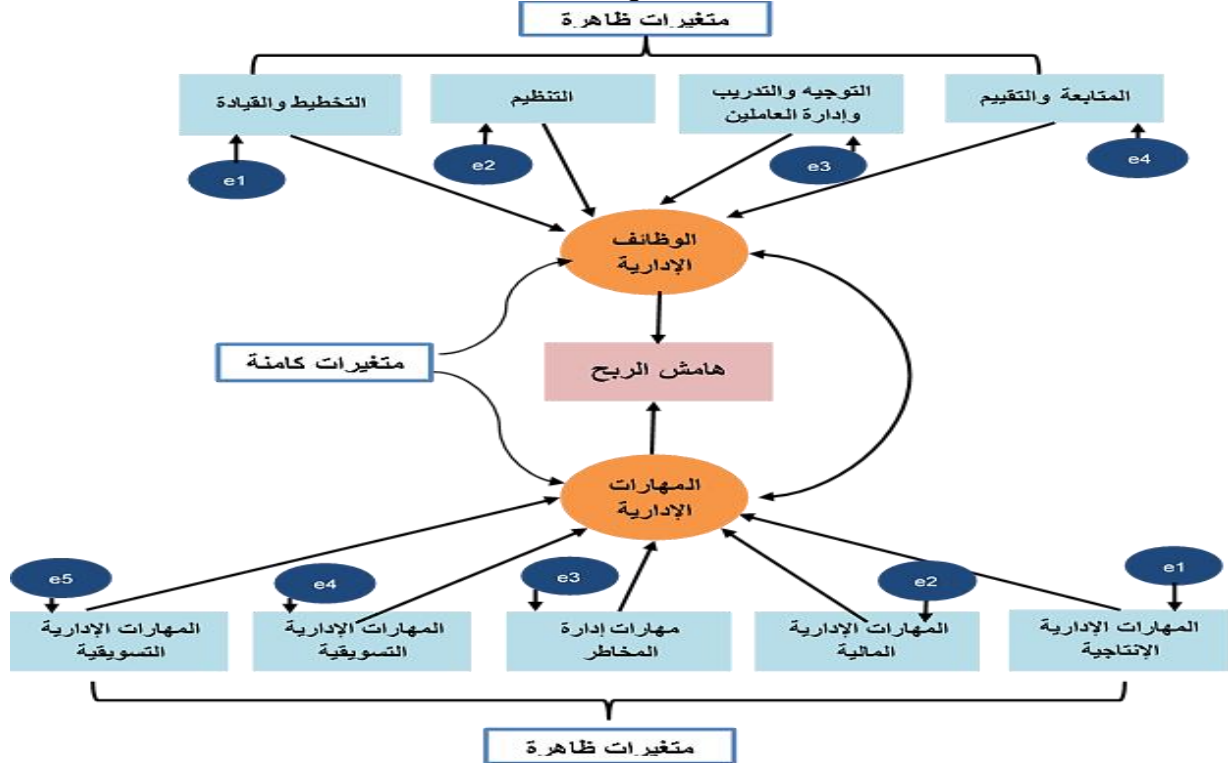 متغيرات ظاهرة
المتابعة والتقييم
التوجيه والتدريب
وإدارة العاملين
التنظيم
التخطيط والقيادة
e4
e3
e2
e1
الوظائف
الإدارية
متغيرات كامنة
هامش الربح
المهارات
الإدارية
e1
e2
e3
e4
e5
المهارات الإدارية
الإنتاجية
المهارات الإدارية
المالية
مهارات إدارة
المخاطر
المهارات الإدارية
التسويقية
المهارات الإدارية
التسويقية
متغيرات ظاهرة